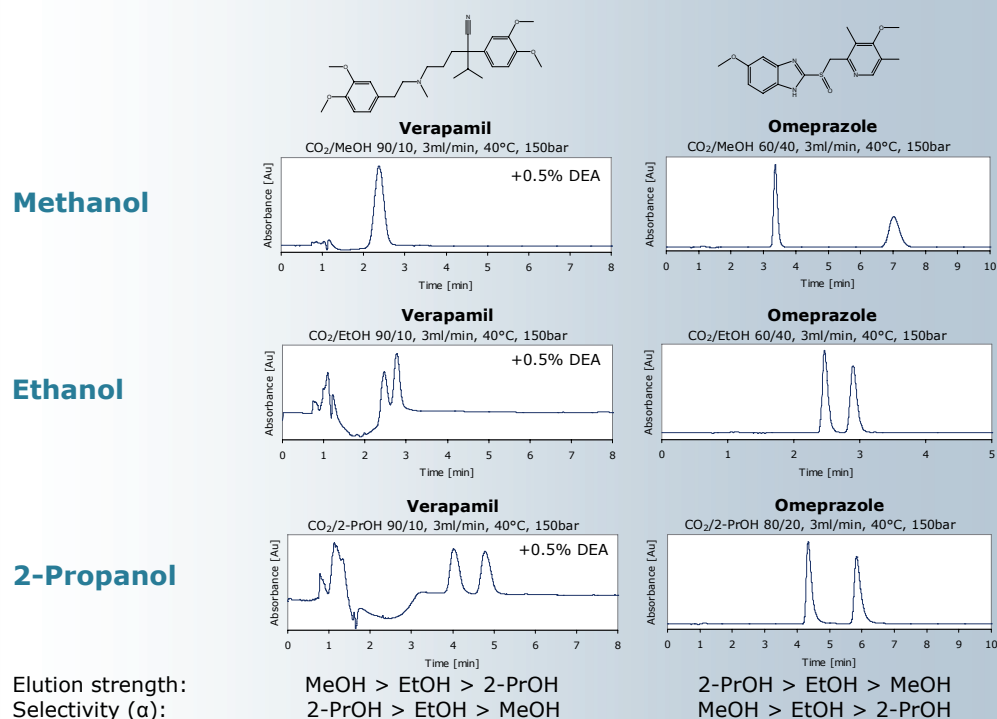 Verapamil
CO₂/MeOH 90/10, 3ml/min, 40°C, 150bar
+0.5% DEA
Absorbance [Au]
0 1 2 3 4 5 6 7 8
Time [min]
Omeprazole
CO₂/MeOH 60/40, 3ml/min, 40°C, 150bar
Absorbance [Au]
0 1 2 3 4 5 6 7 8 9 10
Time [min]
Methanol
Verapamil
CO₂/EtOH 90/10, 3ml/min, 40°C, 150bar
+0.5% DEA
Absorbance [Au]
0 1 2 3 4 5 6 7 8
Time [min]
Omeprazole
CO₂/EtOH 60/40, 3ml/min, 40°C, 150bar
Absorbance [Au]
0 1 2 3 4 5
Time [min]
Ethanol
Verapamil
CO₂/2-PrOH 90/10, 3ml/min, 40°C, 150bar
+0.5% DEA
Absorbance [Au]
0 1 2 3 4 5 6 7 8
Time [min]
Omeprazole
CO₂/2-PrOH 80/20, 3ml/min, 40°C, 150bar
Absorbance [Au]
0 1 2 3 4 5 6 7 8 9 10
Time [min]
2-Propanol
Elution strength: MeOH > EtOH > 2-PrOH 2-PrOH > EtOH > MeOH
Selectivity (α): 2-PrOH > EtOH > MeOH MeOH > EtOH > 2-PrOH